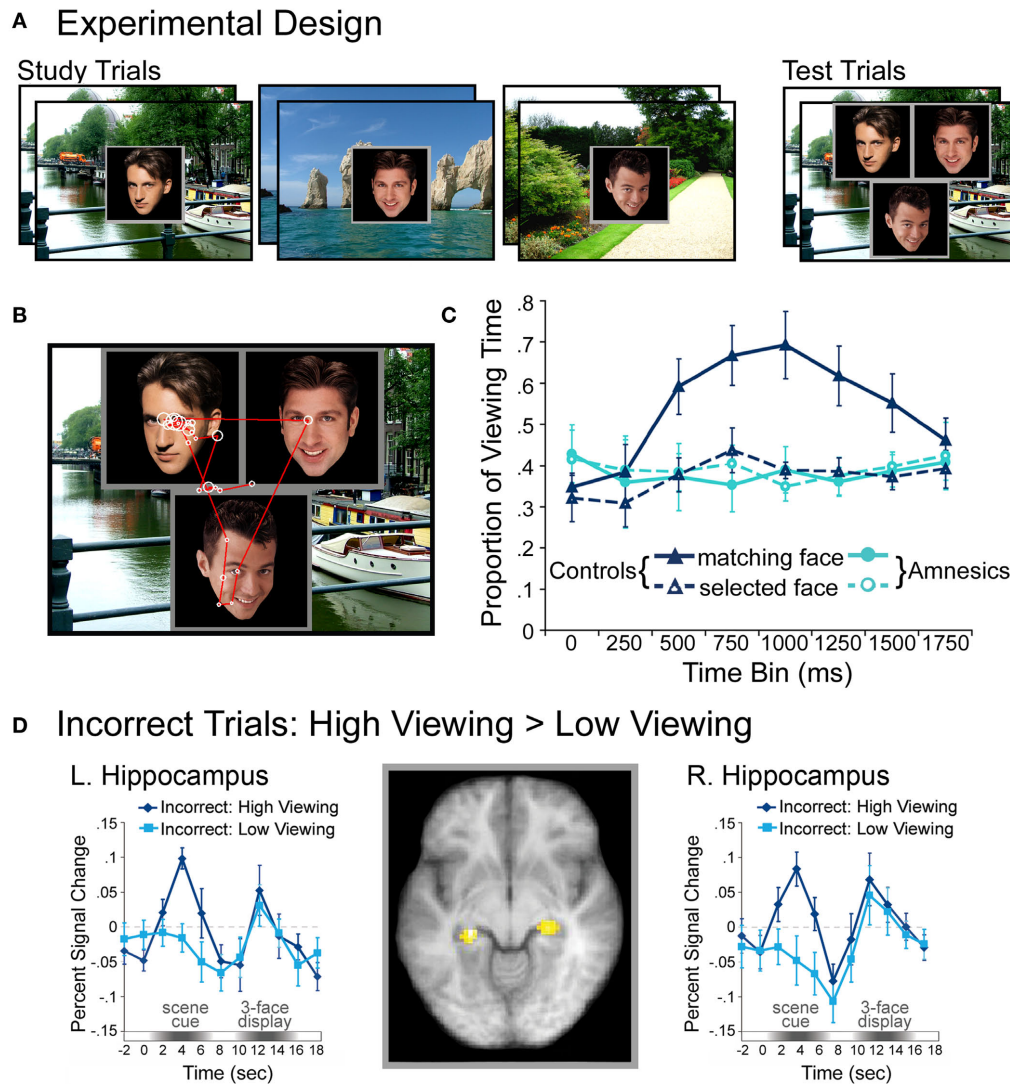 A Experimental Design
Study Trials
Test Trials
B
C
Proportion of Viewing Time
.8
.7
.6
.5
.4
.3
.2
.1
0
Controls { matching face } Amnesics
selected face
0 250 500 750 1000 1250 1500 1750
Time Bin (ms)
D Incorrect Trials: High Viewing > Low Viewing
L. Hippocampus
Incorrect: High Viewing
Incorrect: Low Viewing
Percent Signal Change
.15
.1
.05
0
-.05
-.1
-.15
scene cue
3-face display
-2 0 2 4 6 8 10 12 14 16 18
Time (sec)
R. Hippocampus
Incorrect: High Viewing
Incorrect: Low Viewing
Percent Signal Change
.15
.1
.05
0
-.05
-.1
-.15
scene cue
3-face display
-2 0 2 4 6 8 10 12 14 16 18
Time (sec)